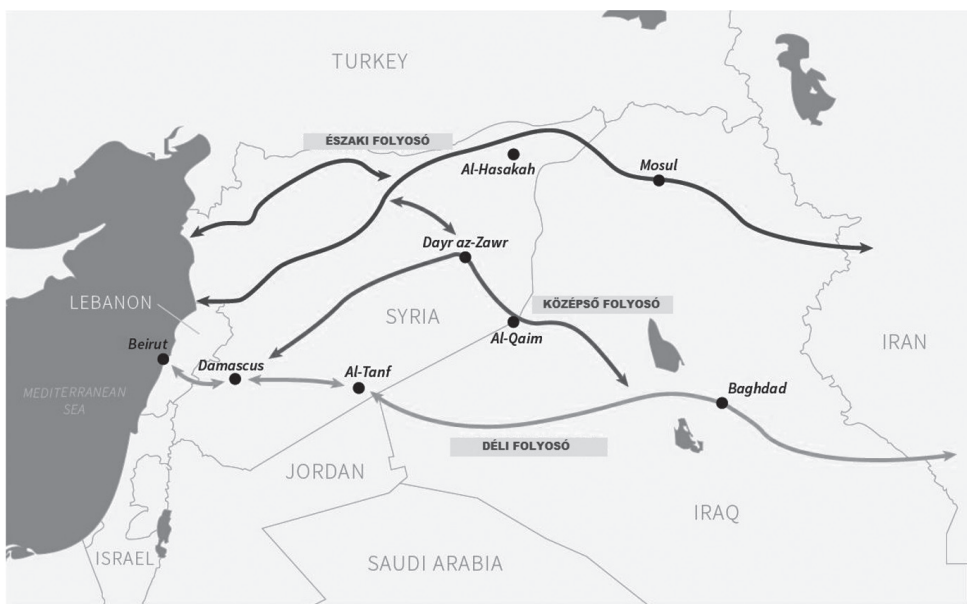 TURKEY
ÉSZAKI FOLYOSÓ
Al-Hasakah
Mosul
Dayr az-Zawr
LEBANON
SYRIA
KÖZÉPSŐ FOLYOSÓ
Al-Qaim
IRAN
Beirut
Damascus
Al-Tanf
MEDITERRANEAN
SEA
Baghdad
DÉLI FOLYOSÓ
JORDAN
IRAQ
ISRAEL
SAUDI ARABIA